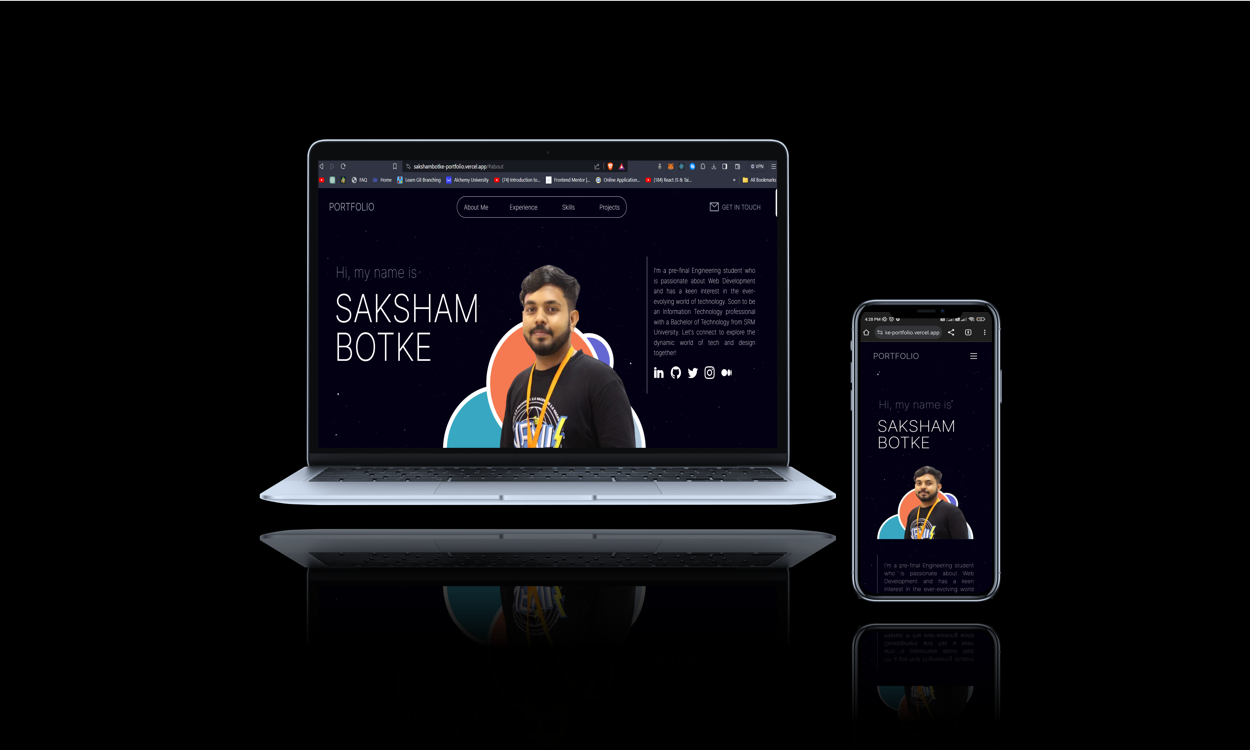 sakshambotke-portfolio.vercel.app/#about
VPN
FAQ
Home
Learn Git Branching
Alchemy University
(74) Introduction to...
Frontend Mentor |...
Online Application...
(184) React JS & Tai...
All Bookmarks
PORTFOLIO
About Me
Experience
Skills
Projects
GET IN TOUCH
Hi, my name is
SAKSHAM
BOTKE
I'm a pre-final Engineering student who
is passionate about Web Development
and has a keen interest in the ever-
evolving world of technology. Soon to be
an Information Technology professional
with a Bachelor of Technology from SRM
University. Let's connect to explore the
dynamic world of tech and design
together!
4:28 PM
ke-portfolio.vercel.app
PORTFOLIO
Hi, my name is
SAKSHAM
BOTKE
I'm a pre-final Engineering student
who is passionate about Web
Development and has a keen
interest in the ever-evolving world